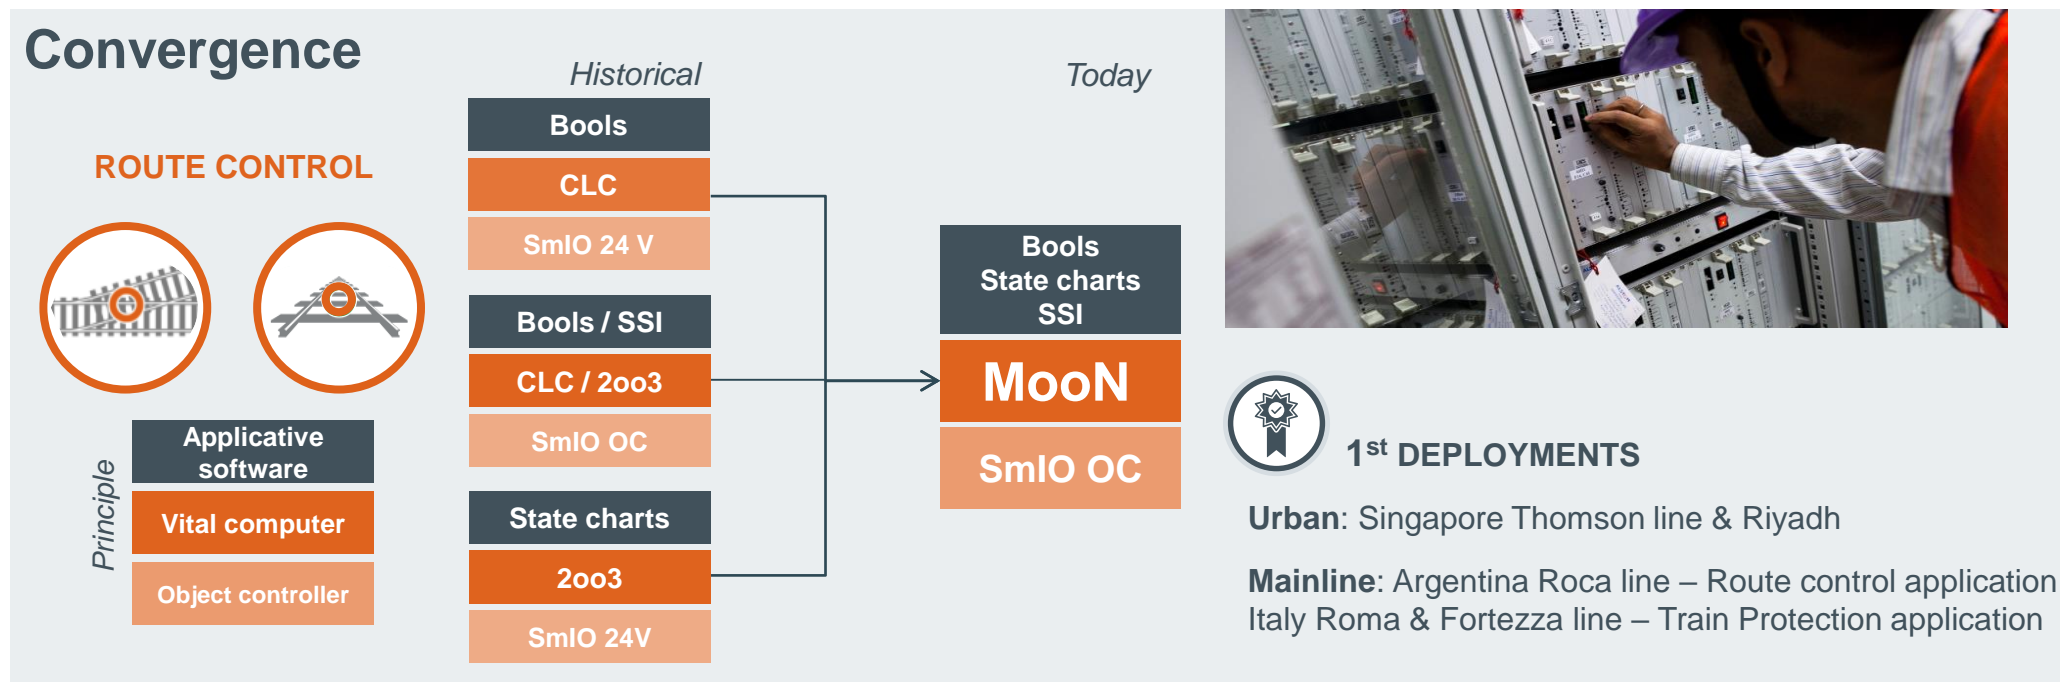 Convergence
Historical
Today
ROUTE CONTROL
Principle
Applicative
software
Vital computer
Object controller
Bools
CLC
SmIO 24 V
Bools / SSI
CLC / 2oo3
SmIO OC
State charts
2oo3
SmIO 24V
Bools
State charts
SSI
MooN
SmIO OC
1st DEPLOYMENTS
Urban: Singapore Thomson line & Riyadh
Mainline: Argentina Roca line – Route control application
Italy Roma & Fortezza line – Train Protection application